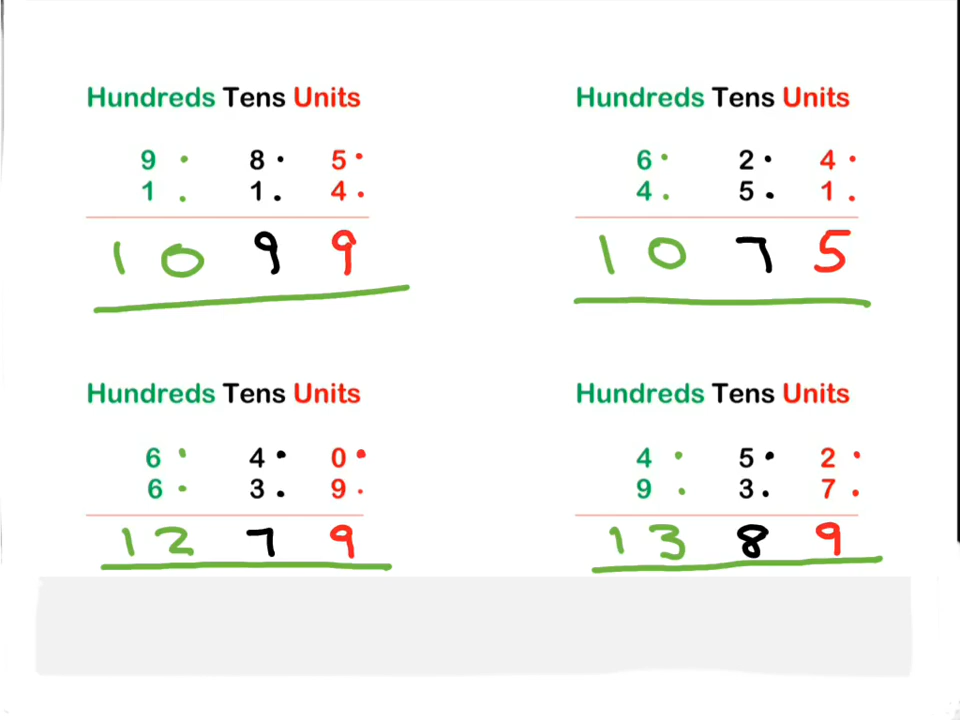 Hundreds Tens Units
9 8 5
1 1 4
10 9 9
Hundreds Tens Units
6 2 4
4 5 1
10 7 5
Hundreds Tens Units
6 4 0
6 3 9
12 7 9
Hundreds Tens Units
4 5 2
9 3 7
13 8 9